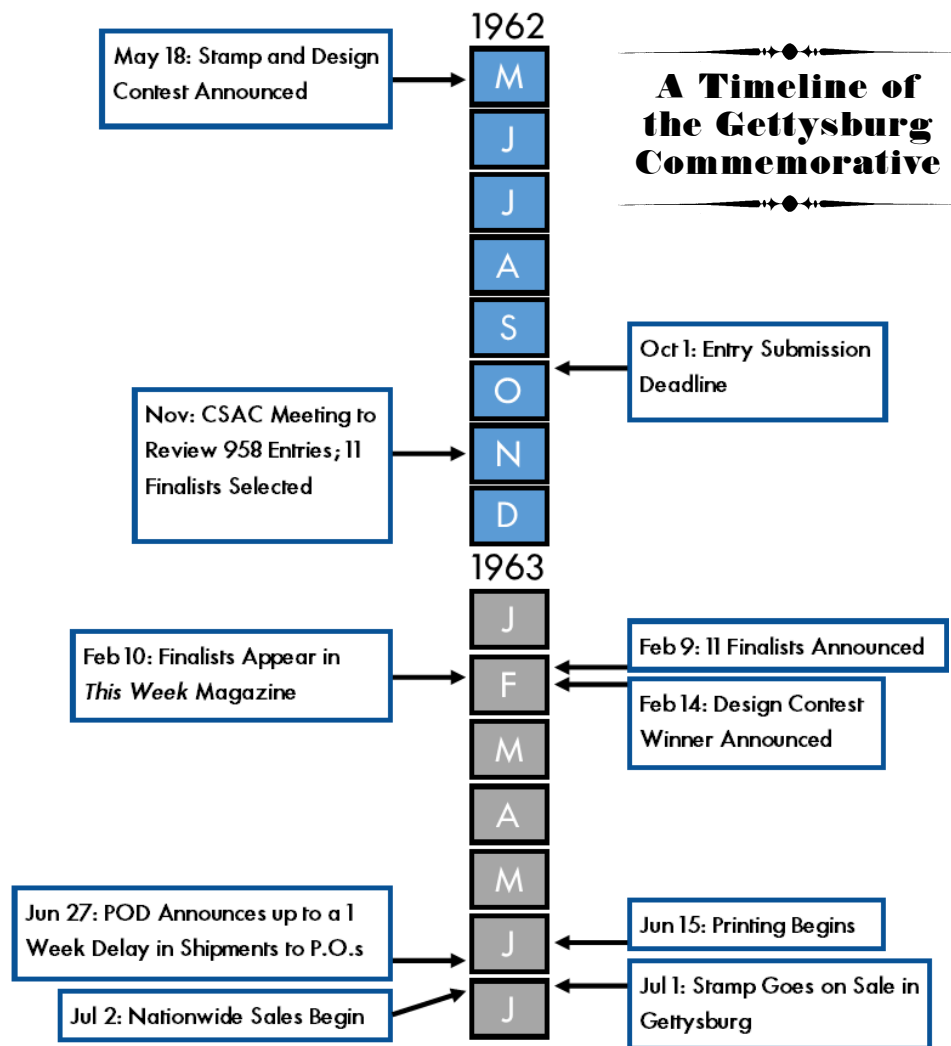 A Timeline of
the Gettysburg
Commemorative
1962
May 18: Stamp and Design
Contest Announced
M
J
J
A
S
Oct 1: Entry Submission
Deadline
O
Nov: CSAC Meeting to
Review 958 Entries; 11
Finalists Selected
N
D
1963
J
Feb 9: 11 Finalists Announced
Feb 10: Finalists Appear in
This Week Magazine
F
Feb 14: Design Contest
Winner Announced
M
A
M
Jun 15: Printing Begins
Jun 27: POD Announces up to a 1
Week Delay in Shipments to P.O.s
J
Jul 1: Stamp Goes on Sale in
Gettysburg
Jul 2: Nationwide Sales Begin
J